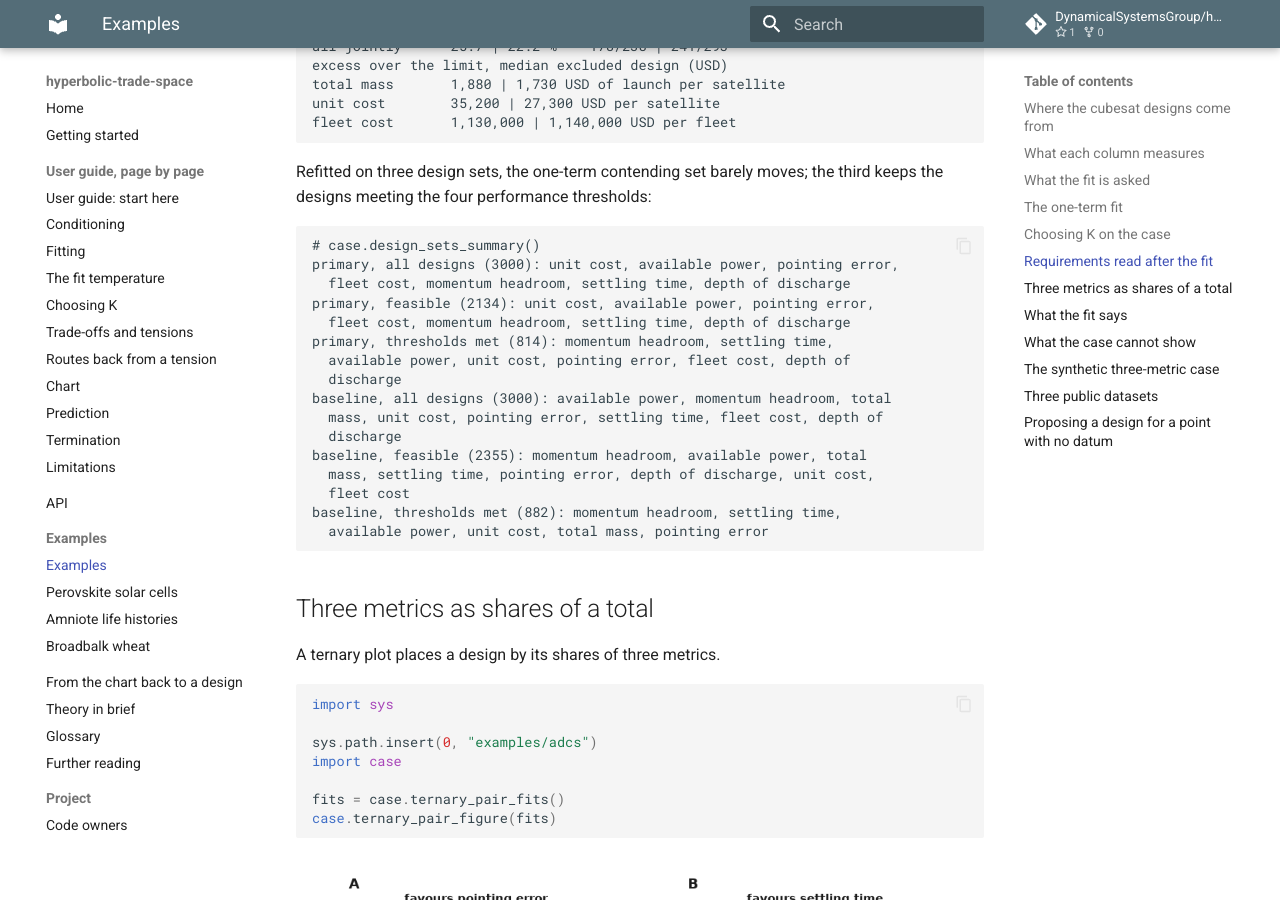 Examples
Search
DynamicalSystemsGroup/h...
1 0
hyperbolic-trade-space
Home
Getting started
User guide, page by page
User guide: start here
Conditioning
Fitting
The fit temperature
Choosing K
Trade-offs and tensions
Routes back from a tension
Chart
Prediction
Termination
Limitations
API
Examples
Examples
Perovskite solar cells
Amniote life histories
Broadbalk wheat
From the chart back to a design
Theory in brief
Glossary
Further reading
Project
Code owners
excess over the limit, median excluded design (USD)
total mass 1,880 | 1,730 USD of launch per satellite
unit cost 35,200 | 27,300 USD per satellite
fleet cost 1,130,000 | 1,140,000 USD per fleet
Refitted on three design sets, the one-term contending set barely moves; the third keeps the
designs meeting the four performance thresholds:
# case.design_sets_summary()
primary, all designs (3000): unit cost, available power, pointing error,
fleet cost, momentum headroom, settling time, depth of discharge
primary, feasible (2134): unit cost, available power, pointing error,
fleet cost, momentum headroom, settling time, depth of discharge
primary, thresholds met (814): momentum headroom, settling time,
available power, unit cost, pointing error, fleet cost, depth of
discharge
baseline, all designs (3000): available power, momentum headroom, total
mass, unit cost, pointing error, settling time, fleet cost, depth of
discharge
baseline, feasible (2355): momentum headroom, available power, total
mass, settling time, pointing error, depth of discharge, unit cost,
fleet cost
baseline, thresholds met (882): momentum headroom, settling time,
available power, unit cost, total mass, pointing error
Three metrics as shares of a total
A ternary plot places a design by its shares of three metrics.
import sys
sys.path.insert(0, "examples/adcs")
import case
fits = case.ternary_pair_fits()
case.ternary_pair_figure(fits)
A
B
favours pointing error
favours settling time
Table of contents
Where the cubesat designs come
from
What each column measures
What the fit is asked
The one-term fit
Choosing K on the case
Requirements read after the fit
Three metrics as shares of a total
What the fit says
What the case cannot show
The synthetic three-metric case
Three public datasets
Proposing a design for a point
with no datum